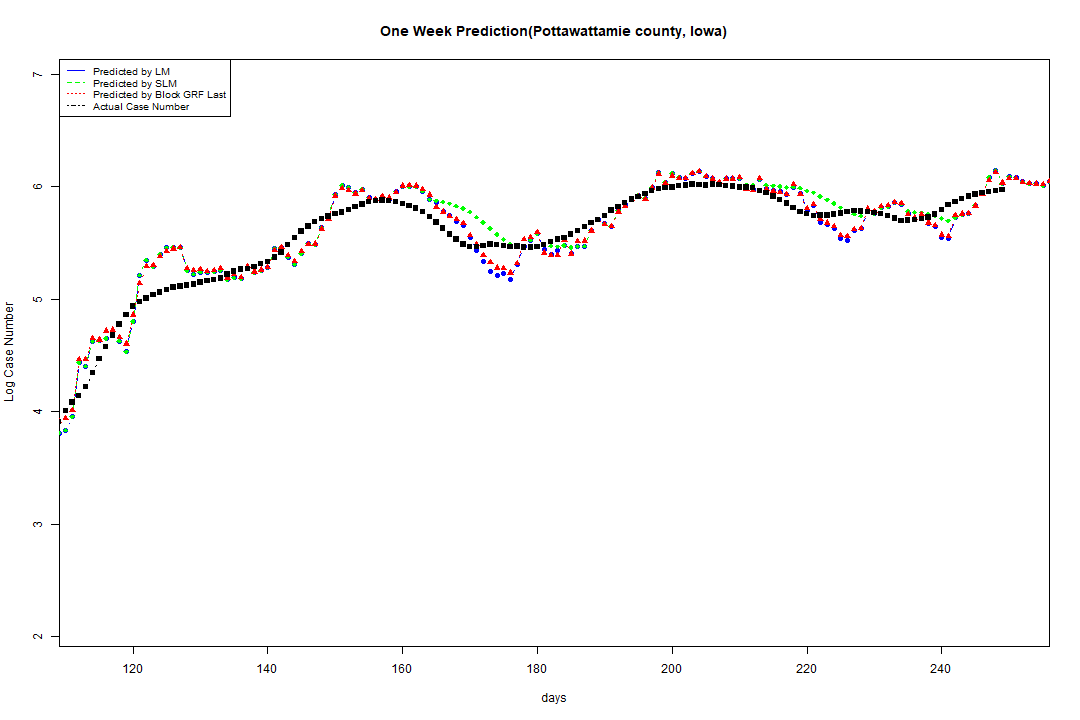 One Week Prediction(Pottawattamie county, Iowa)
Predicted by LM
Predicted by SLM
Predicted by Block GRF Last
Actual Case Number
7
6
5
4
3
2
Log Case Number
120 140 160 180 200 220 240
days